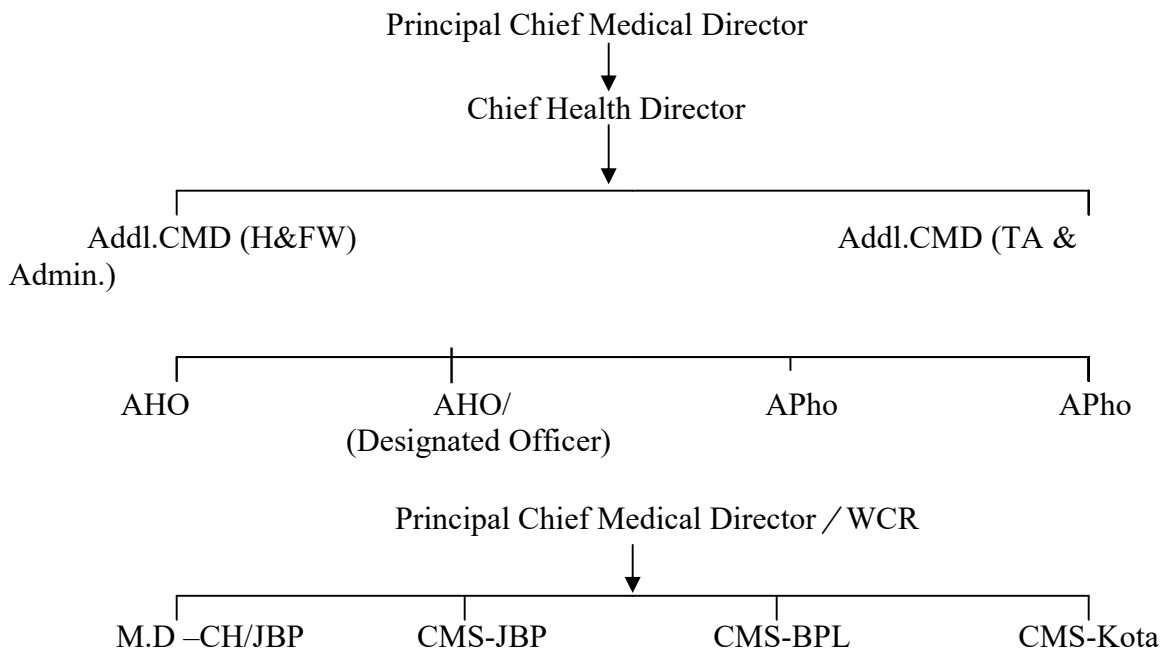 Principal Chief Medical Director
Chief Health Director
Addl.CMD (H&FW) Addl.CMD (TA &
Admin.)
AHO AHO/ APho APho
(Designated Officer)
Principal Chief Medical Director / WCR
M.D –CH/JBP CMS-JBP CMS-BPL CMS-Kota